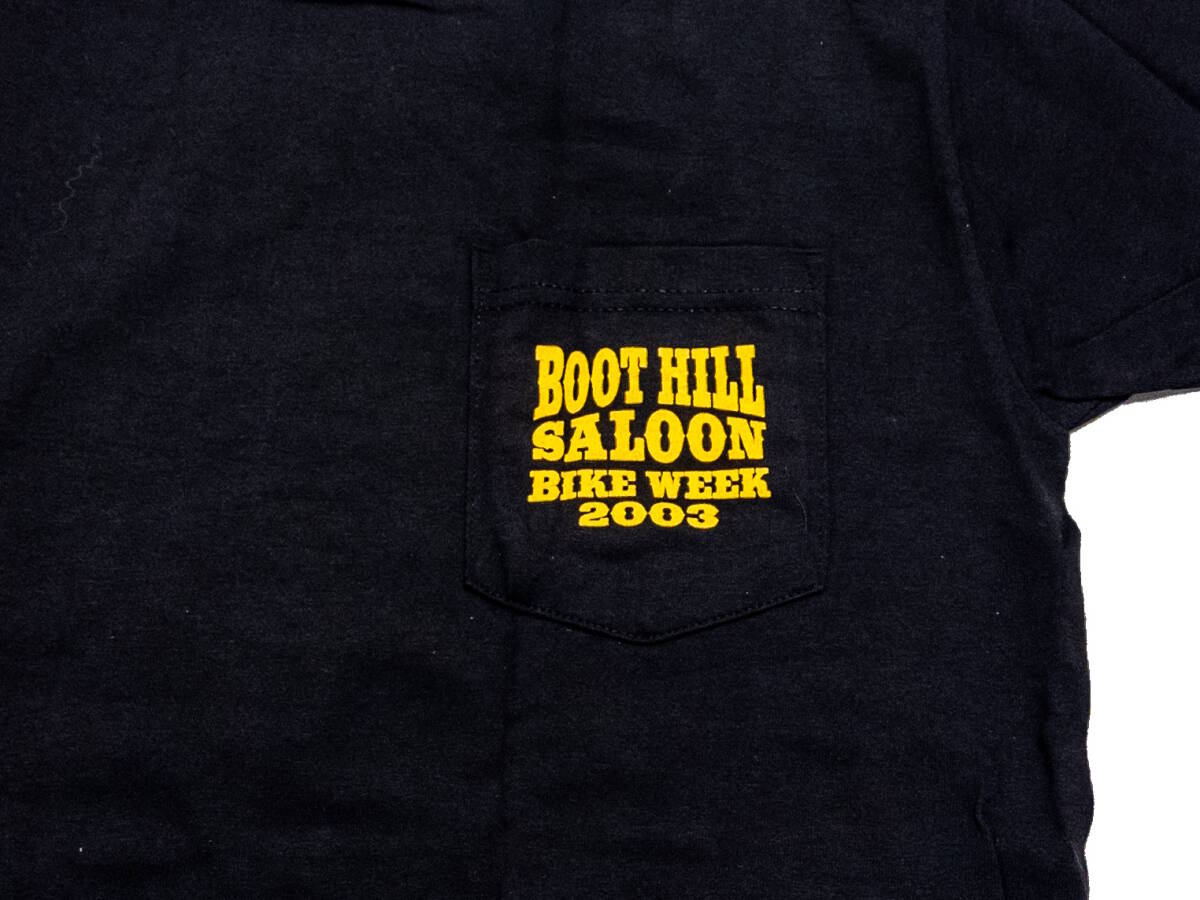 BOOT HILL
SALOON
BIKE WEEK
2003